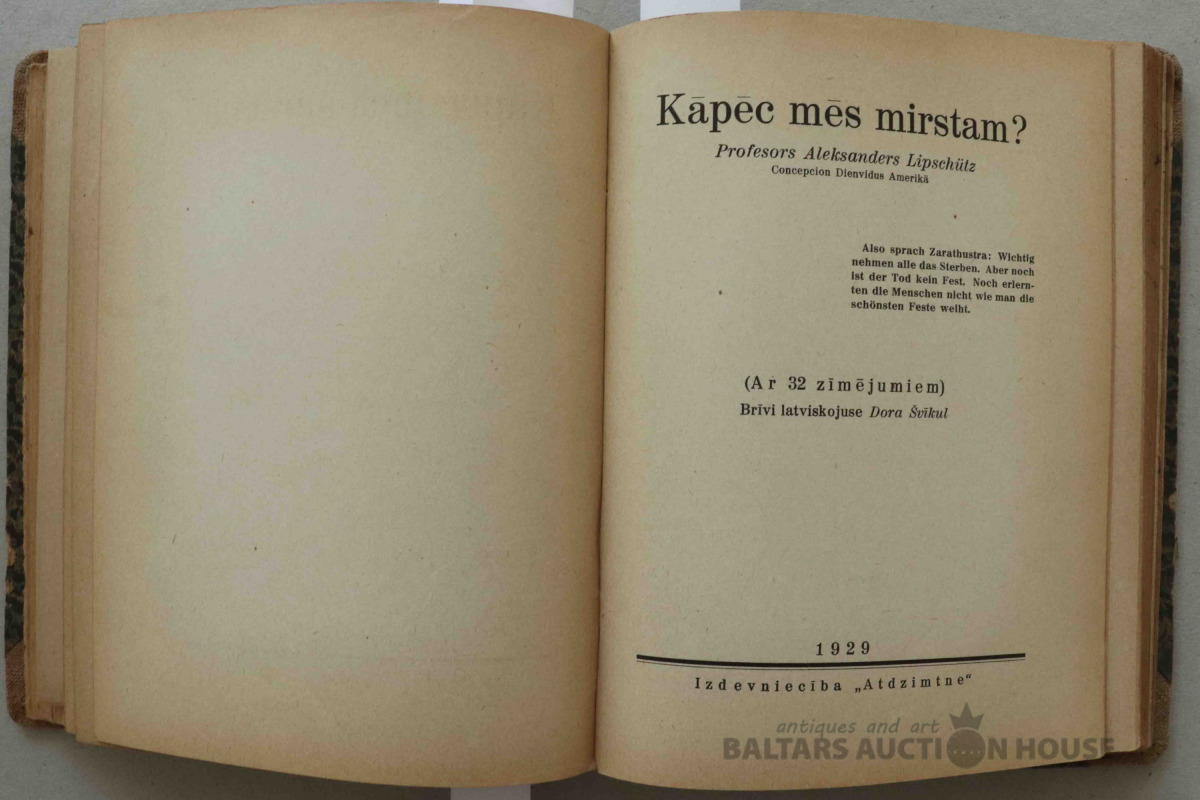 Kāpēc mēs mirstam?
Profesors Aleksanders Lipschütz
Concepcion Dienvidus Amerikā
Also sprach Zarathustra: Wichtig
nehmen alle das Sterben. Aber noch
ist der Tod kein Fest. Noch erlern-
ten die Menschen nicht wie man die
schönsten Feste weiht.
(Ar 32 zīmējumiem)
Brīvi latviskojuse Dora Švīkul
1929
Izdevniecība „Atdzimtne“
antiques and art
BALTARS AUCTION HOUSE